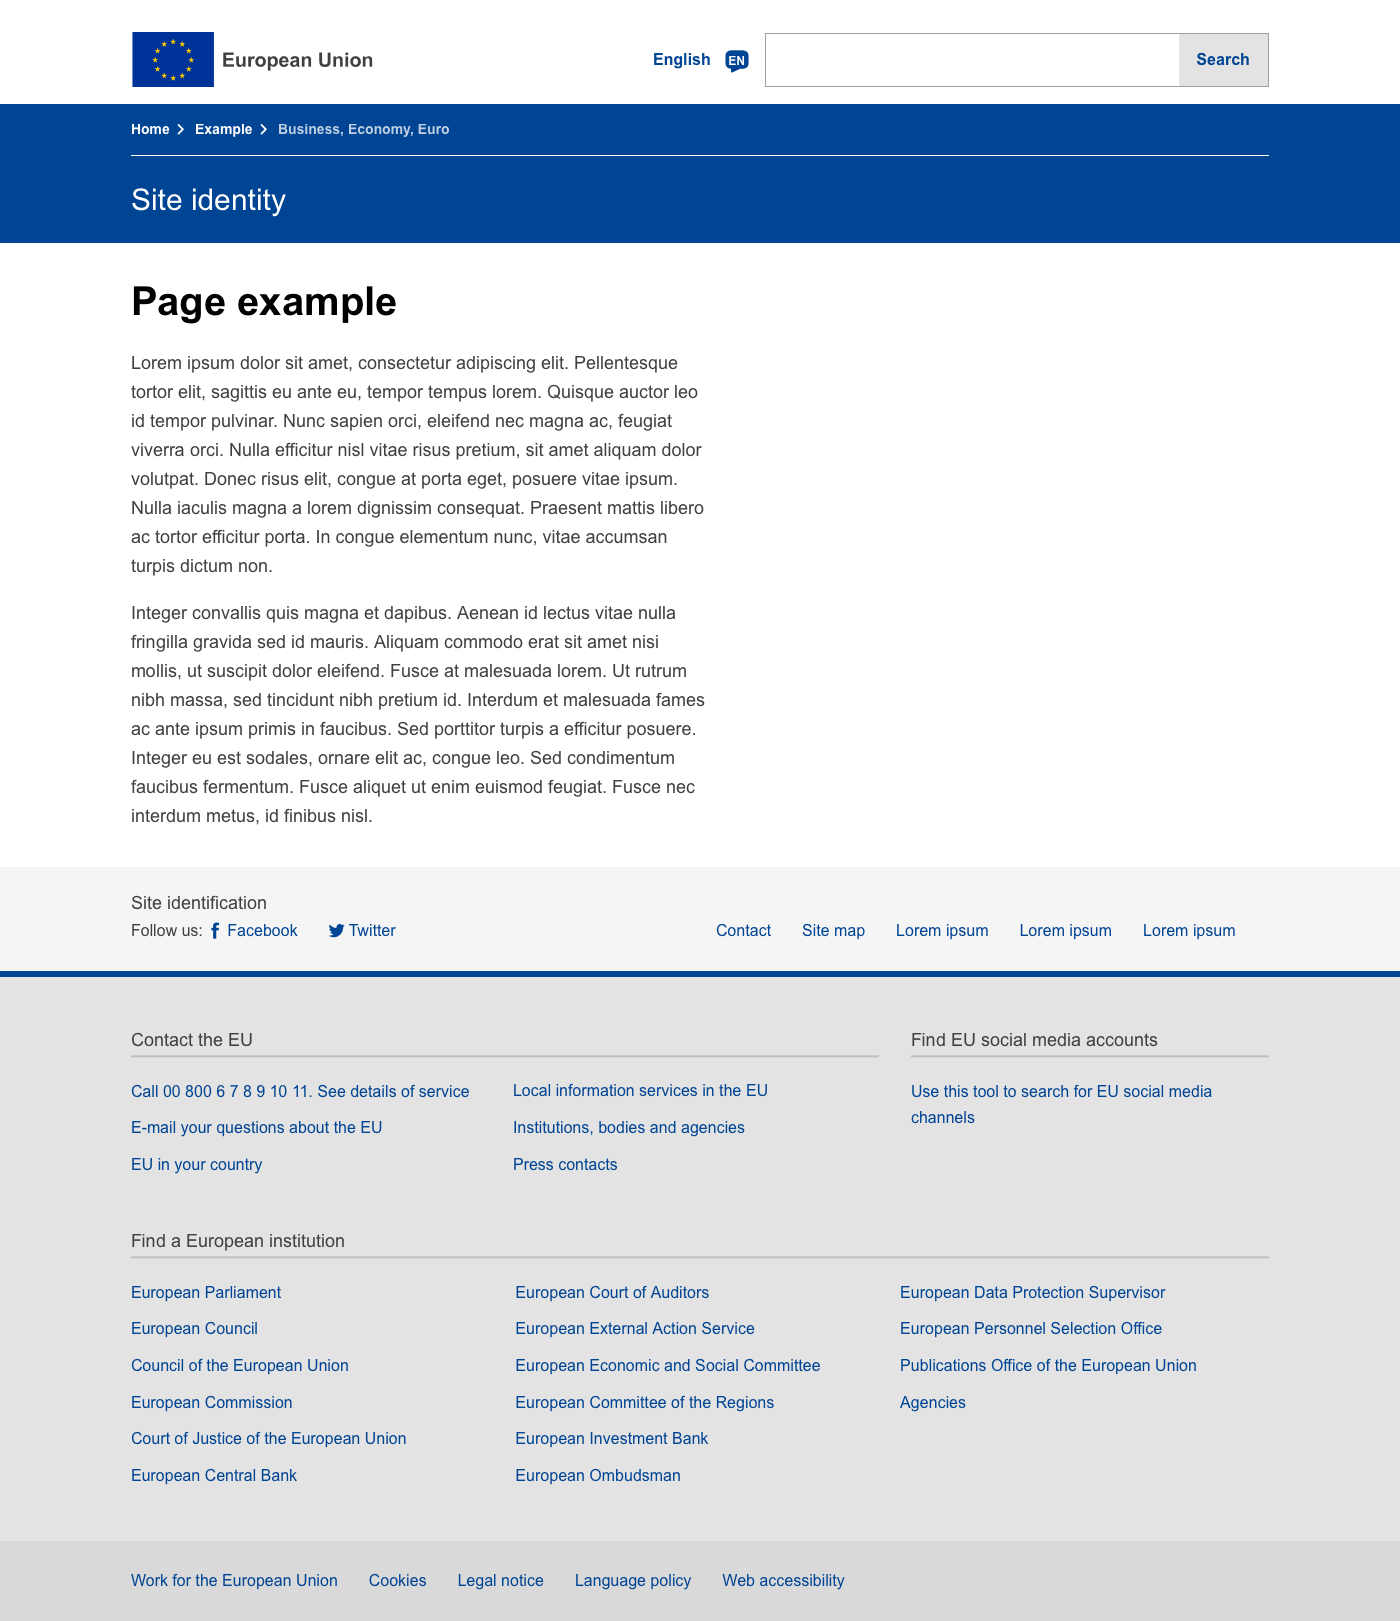 European Union
English EN
Search
Home Example Business, Economy, Euro
Site identity
Page example
Lorem ipsum dolor sit amet, consectetur adipiscing elit. Pellentesque
tortor elit, sagittis eu ante eu, tempor tempus lorem. Quisque auctor leo
id tempor pulvinar. Nunc sapien orci, eleifend nec magna ac, feugiat
viverra orci. Nulla efficitur nisl vitae risus pretium, sit amet aliquam dolor
volutpat. Donec risus elit, congue at porta eget, posuere vitae ipsum.
Nulla iaculis magna a lorem dignissim consequat. Praesent mattis libero
ac tortor efficitur porta. In congue elementum nunc, vitae accumsan
turpis dictum non.
Integer convallis quis magna et dapibus. Aenean id lectus vitae nulla
fringilla gravida sed id mauris. Aliquam commodo erat sit amet nisi
mollis, ut suscipit dolor eleifend. Fusce at malesuada lorem. Ut rutrum
nibh massa, sed tincidunt nibh pretium id. Interdum et malesuada fames
ac ante ipsum primis in faucibus. Sed porttitor turpis a efficitur posuere.
Integer eu est sodales, ornare elit ac, congue leo. Sed condimentum
faucibus fermentum. Fusce aliquet ut enim euismod feugiat. Fusce nec
interdum metus, id finibus nisl.
Site identification
Follow us: Facebook Twitter
Contact Site map Lorem ipsum Lorem ipsum Lorem ipsum
Contact the EU
Call 00 800 6 7 8 9 10 11. See details of service
E-mail your questions about the EU
EU in your country
Local information services in the EU
Institutions, bodies and agencies
Press contacts
Find EU social media accounts
Use this tool to search for EU social media
channels
Find a European institution
European Parliament
European Council
Council of the European Union
European Commission
Court of Justice of the European Union
European Central Bank
European Court of Auditors
European External Action Service
European Economic and Social Committee
European Committee of the Regions
European Investment Bank
European Ombudsman
European Data Protection Supervisor
European Personnel Selection Office
Publications Office of the European Union
Agencies
Work for the European Union Cookies Legal notice Language policy Web accessibility